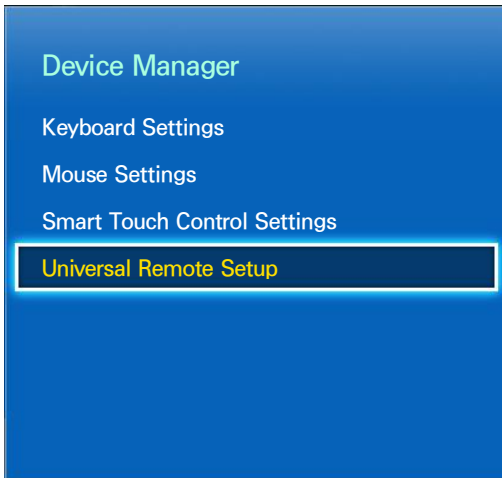 Device Manager
Keyboard Settings
Mouse Settings
Smart Touch Control Settings
Universal Remote Setup